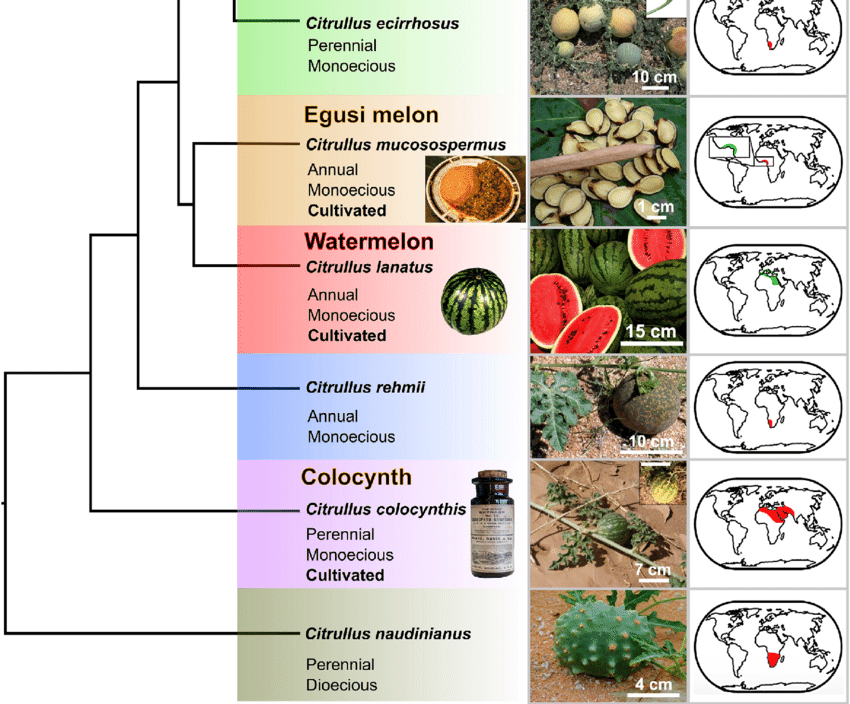 Citrullus ecirrhosus
Perennial
Monoecious
10 cm
Egusi melon
Citrullus mucosospermus
Annual
Monoecious
Cultivated
1 cm
Watermelon
Citrullus lanatus
Annual
Monoecious
Cultivated
15 cm
Citrullus rehmii
Annual
Monoecious
10 cm
Colocynth
Citrullus colocynthis
Perennial
Monoecious
Cultivated
7 cm
Citrullus naudinianus
Perennial
Dioecious
4 cm